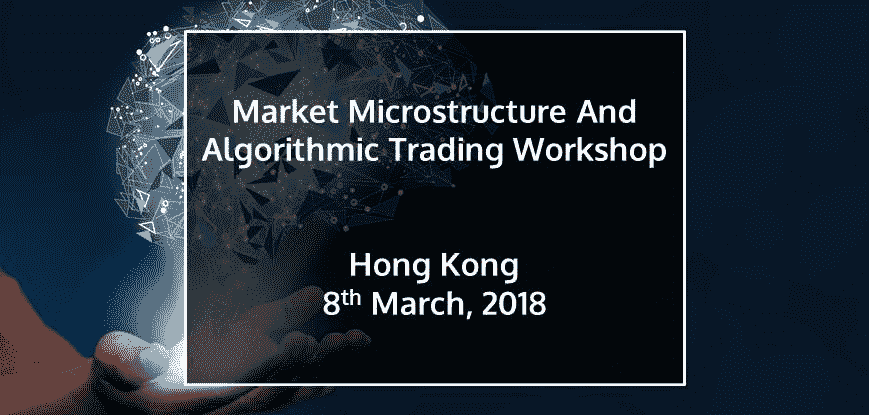 Market Microstructure And
Algorithmic Trading Workshop
Hong Kong
8th March, 2018